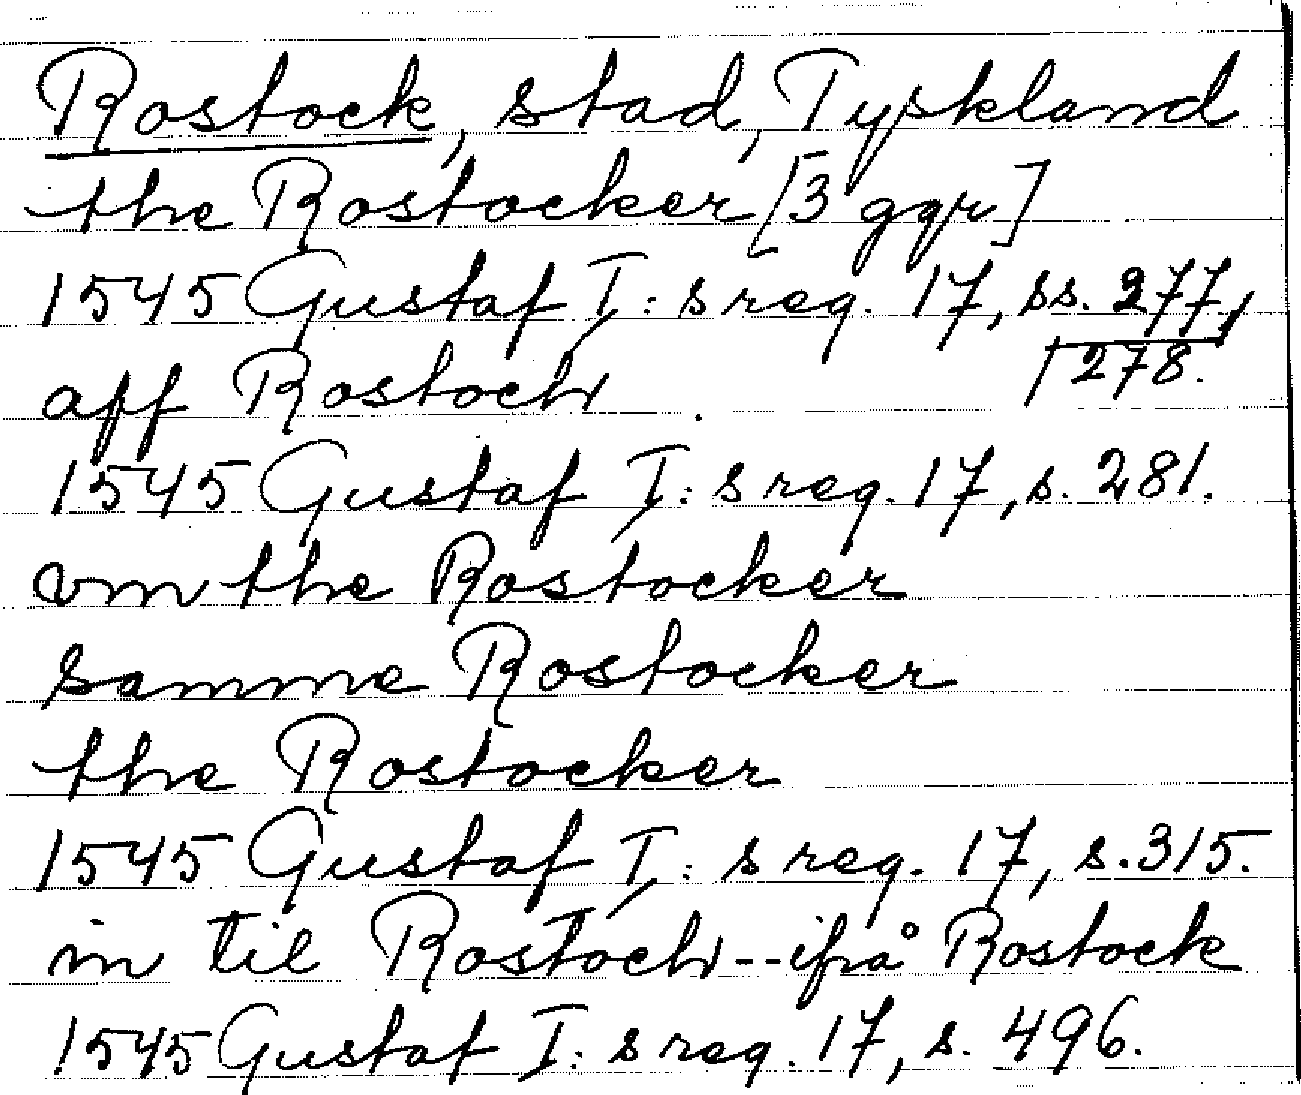 Rostock, stad, Tyskland
the Rostocker [3 ggr]
1545 Gustaf I:s reg. 17, ss. 277,
278.
aff Rostoch
1545 Gustaf I:s reg. 17, s. 281.
om the Rostocker
samme Rostocker
the Rostocker
1545 Gustaf I:s reg. 17, s. 315.
in til Rostoch--ifrå Rostock
1545 Gustaf I:s reg. 17, s. 496.